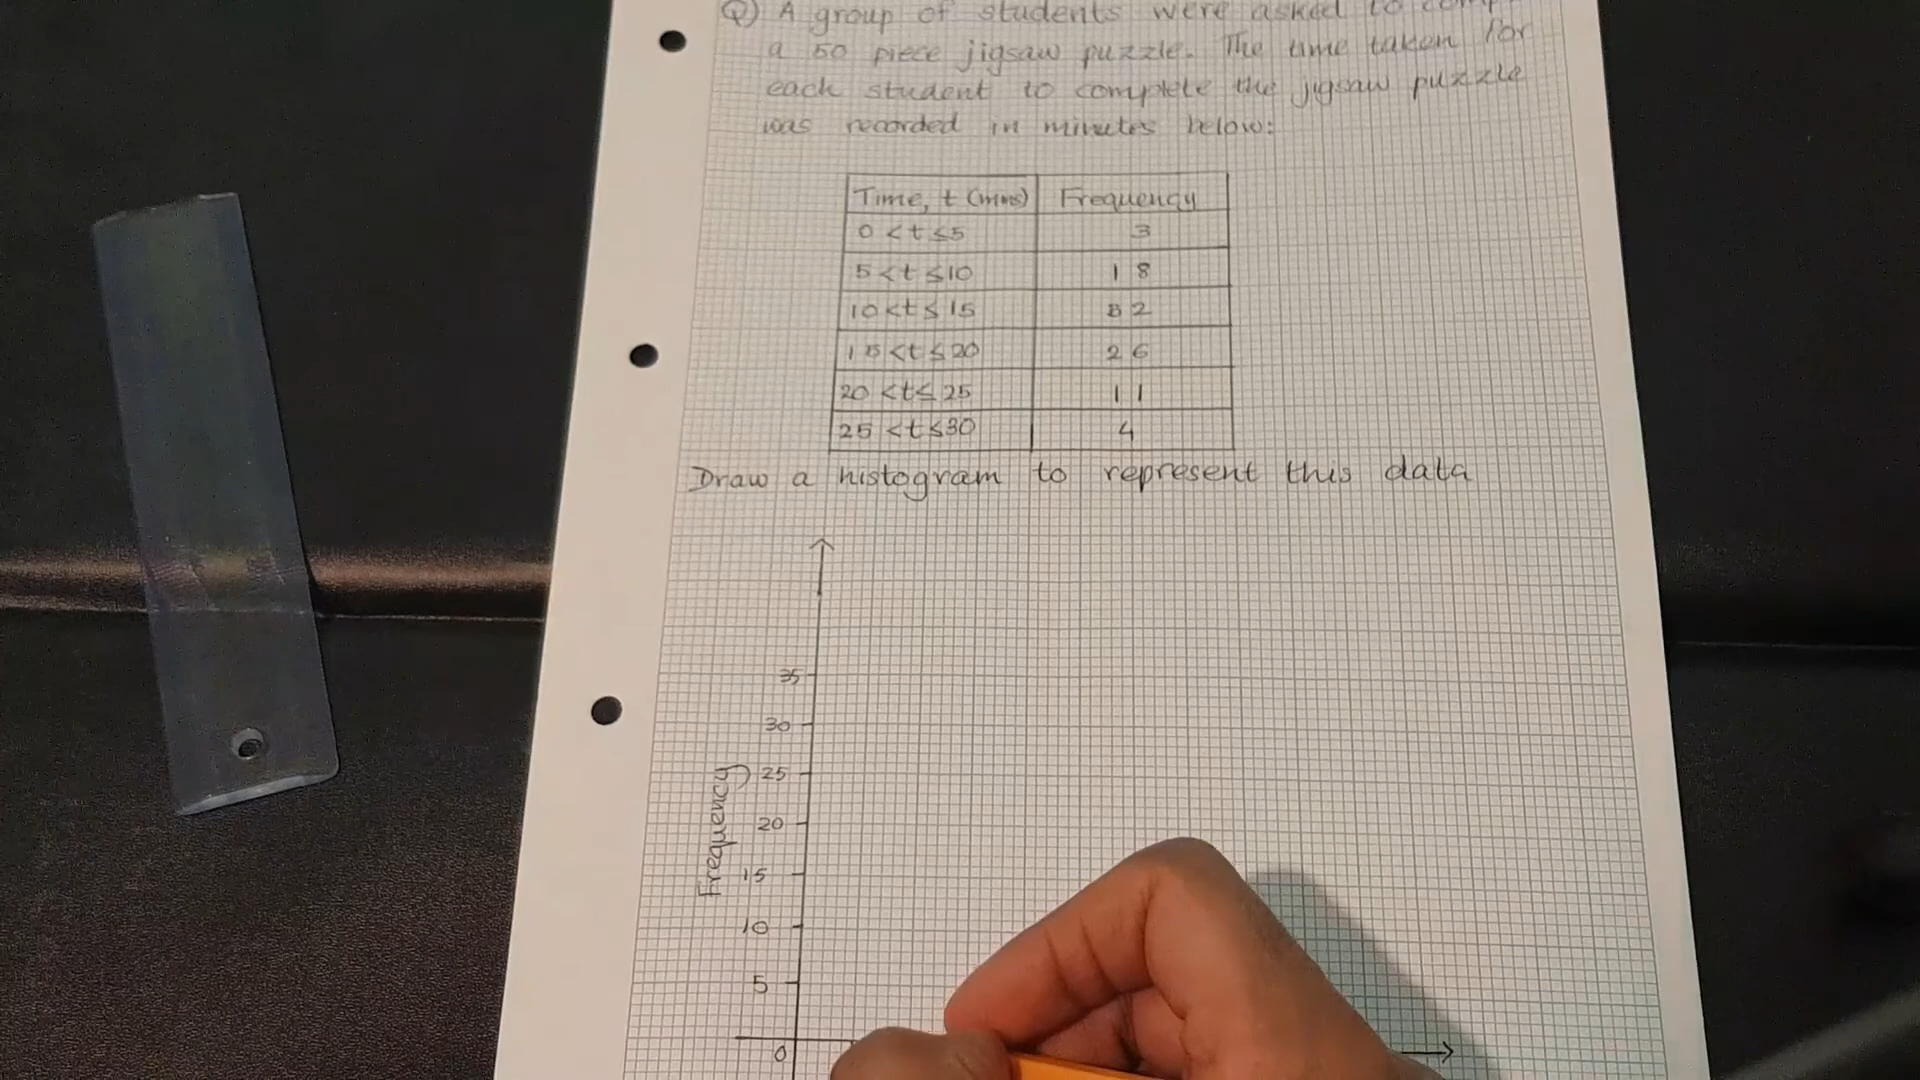 Q) A group of students were asked to
a 50 piece jigsaw puzzle. The time taken for
each student to complete the jigsaw puzzle
was recorded in minutes below:
Time, t (mns) Frequency
0 < t ≤ 5 3
5 < t ≤ 10 18
10 < t ≤ 15 32
15 < t ≤ 20 26
20 < t ≤ 25 11
25 < t ≤ 30 4
Draw a histogram to represent this data
35
30
25
20
15
10
5
0
Frequency